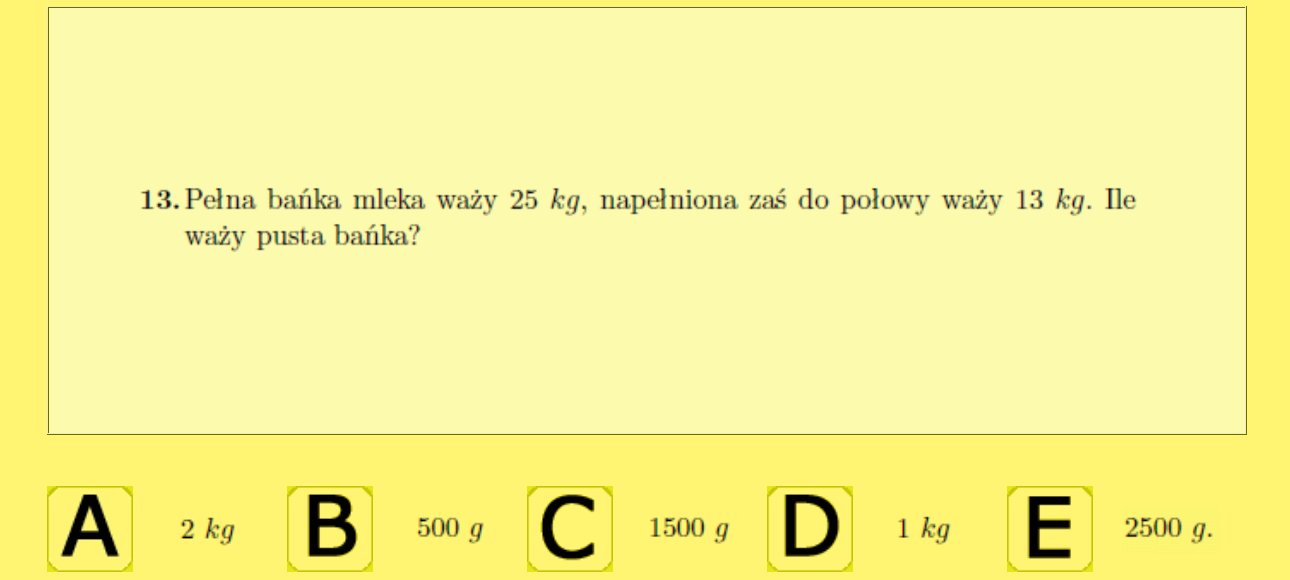 13. Pełna bańka mleka waży 25 kg, napełniona zaś do połowy waży 13 kg. Ile
waży pusta bańka?
A 2 kg B 500 g C 1500 g D 1 kg E 2500 g.